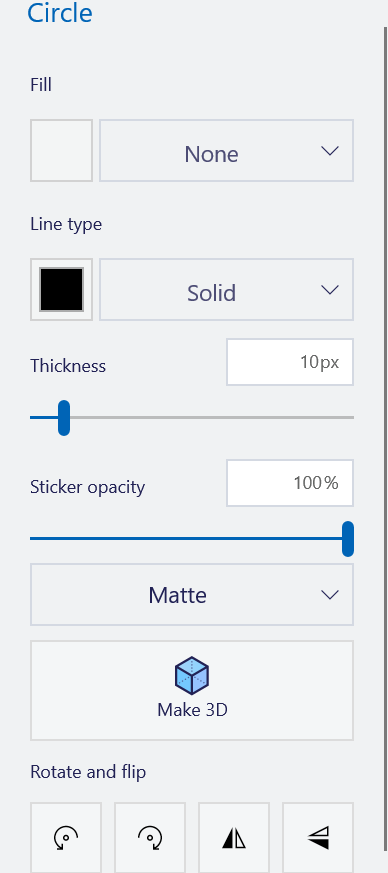 Circle
Fill
None
Line type
Solid
Thickness
10px
Sticker opacity
100%
Matte
Make 3D
Rotate and flip